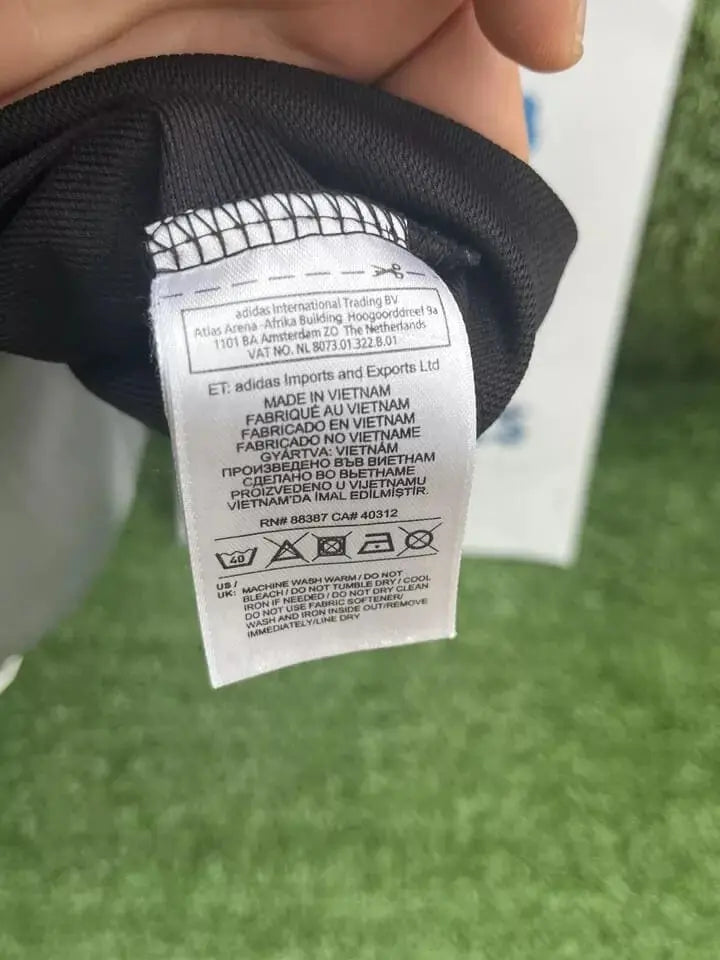 adidas International Trading BV
Atlas Arena -Afrika Building Hoogoorddreef 9a
1101 BA Amsterdam ZO The Netherlands
VAT NO. NL 8073.01.322.B.01
ET: adidas Imports and Exports Ltd
MADE IN VIETNAM
FABRIQUÉ AU VIETNAM
FABRICADO EN VIETNAM
FABRICADO NO VIETNAME
GYÁRTVA: VIETNÁM
ПРОИЗВЕДЕНО ВЪВ ВИЕТНАМ
СДЕЛАНО ВО ВЬЕТНАМЕ
PROIZVEDENO U VIJETNAMU
VIETNAM'DA IMAL EDİLMİŞTİR.
RN# 88387 CA# 40312
40
US /
UK: MACHINE WASH WARM / DO NOT
BLEACH / DO NOT TUMBLE DRY / COOL
IRON IF NEEDED / DO NOT DRY CLEAN
DO NOT USE FABRIC SOFTENER/
WASH AND IRON INSIDE OUT/REMOVE
IMMEDIATELY/LINE DRY